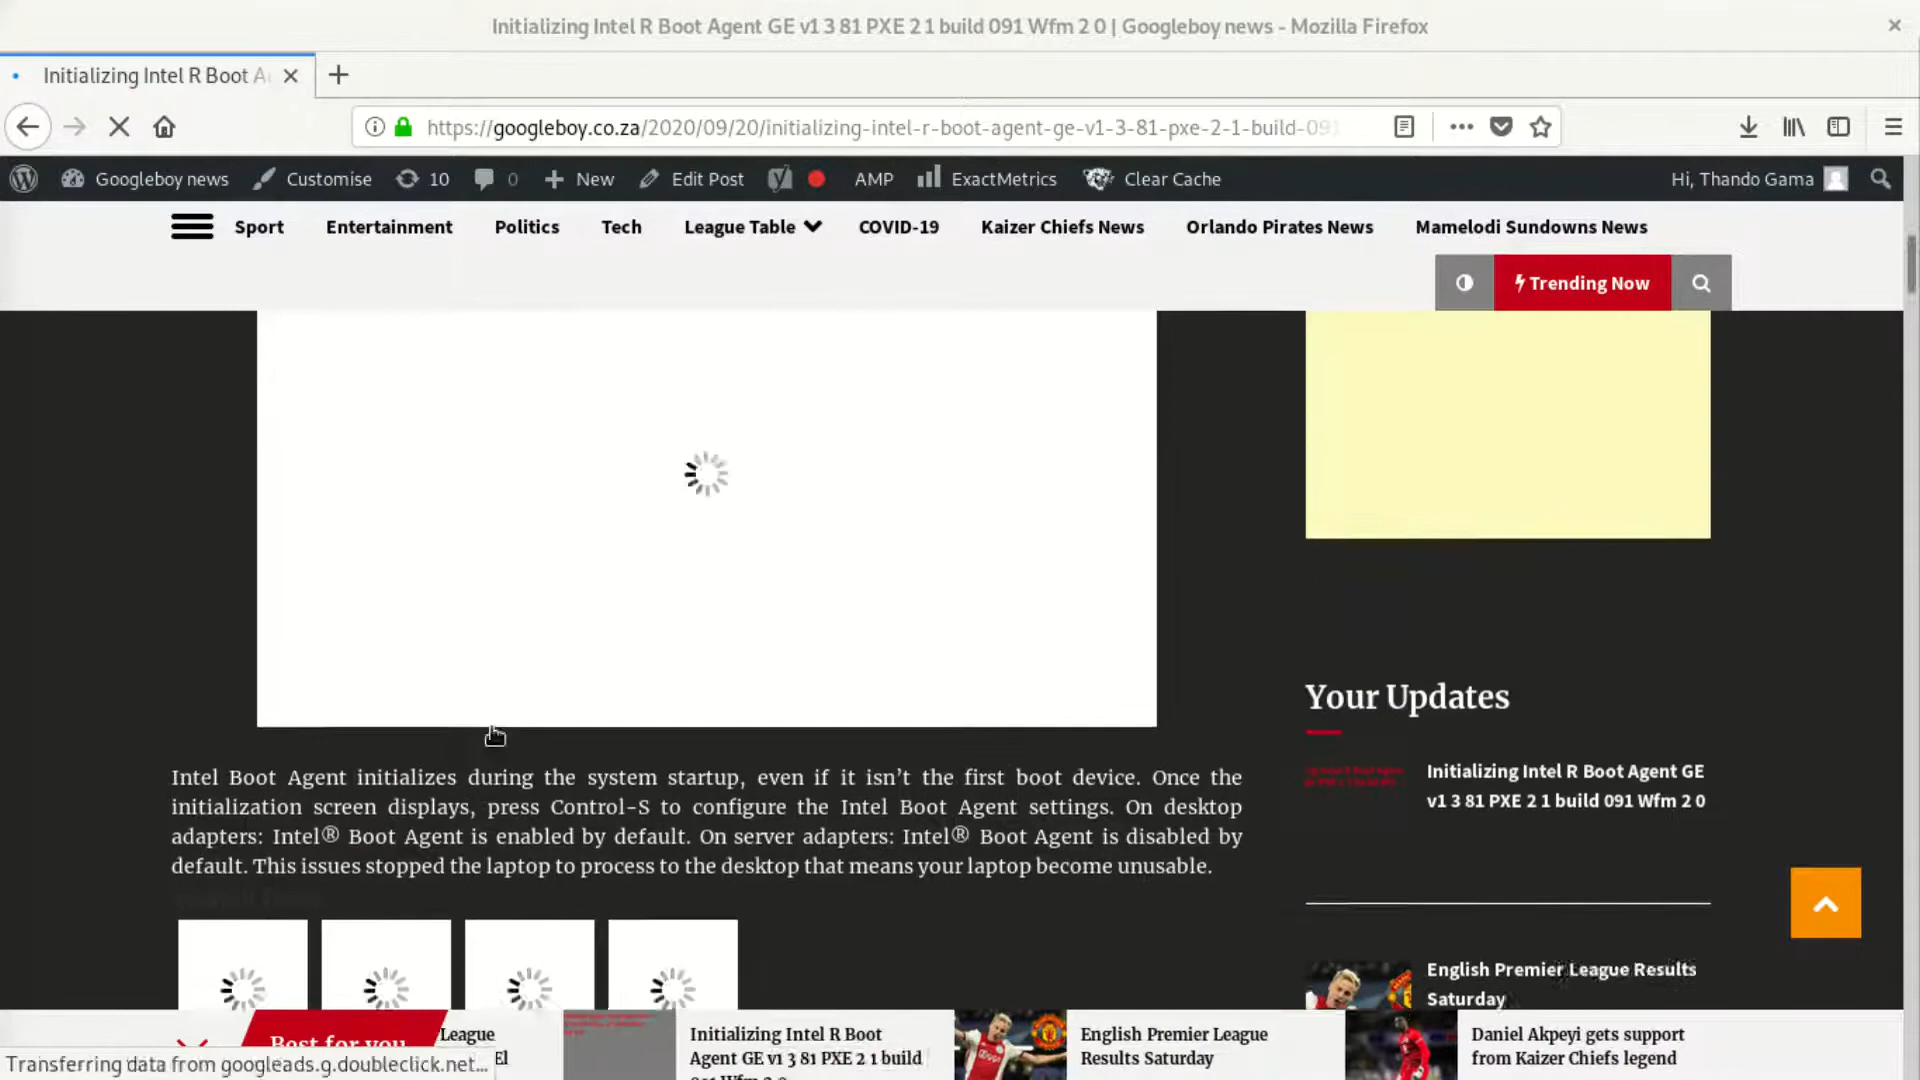 Initializing Intel R Boot Agent GE v1 3 81 PXE 2 1 build 091 Wfm 2 0 | Googleboy news - Mozilla Firefox
Initializing Intel R Boot A
https://googleboy.co.za/2020/09/20/initializing-intel-r-boot-agent-ge-v1-3-81-pxe-2-1-build-091
Googleboy news Customise 10 0 New Edit Post AMP ExactMetrics Clear Cache Hi, Thando Gama
Sport Entertainment Politics Tech League Table COVID-19 Kaizer Chiefs News Orlando Pirates News Mamelodi Sundowns News
Trending Now
Intel Boot Agent initializes during the system startup, even if it isn’t the first boot device. Once the
initialization screen displays, press Control-S to configure the Intel Boot Agent settings. On desktop
adapters: Intel® Boot Agent is enabled by default. On server adapters: Intel® Boot Agent is disabled by
default. This issues stopped the laptop to process to the desktop that means your laptop become unusable.
Your Updates
Initializing Intel R Boot Agent GE
v1 3 81 PXE 2 1 build 091 Wfm 2 0
English Premier League Results
Saturday
Best for you
League
El
Initializing Intel R Boot
Agent GE v1 3 81 PXE 2 1 build
091 Wfm 2 0
English Premier League
Results Saturday
Daniel Akpeyi gets support
from Kaizer Chiefs legend
Transferring data from googleads.g.doubleclick.net...